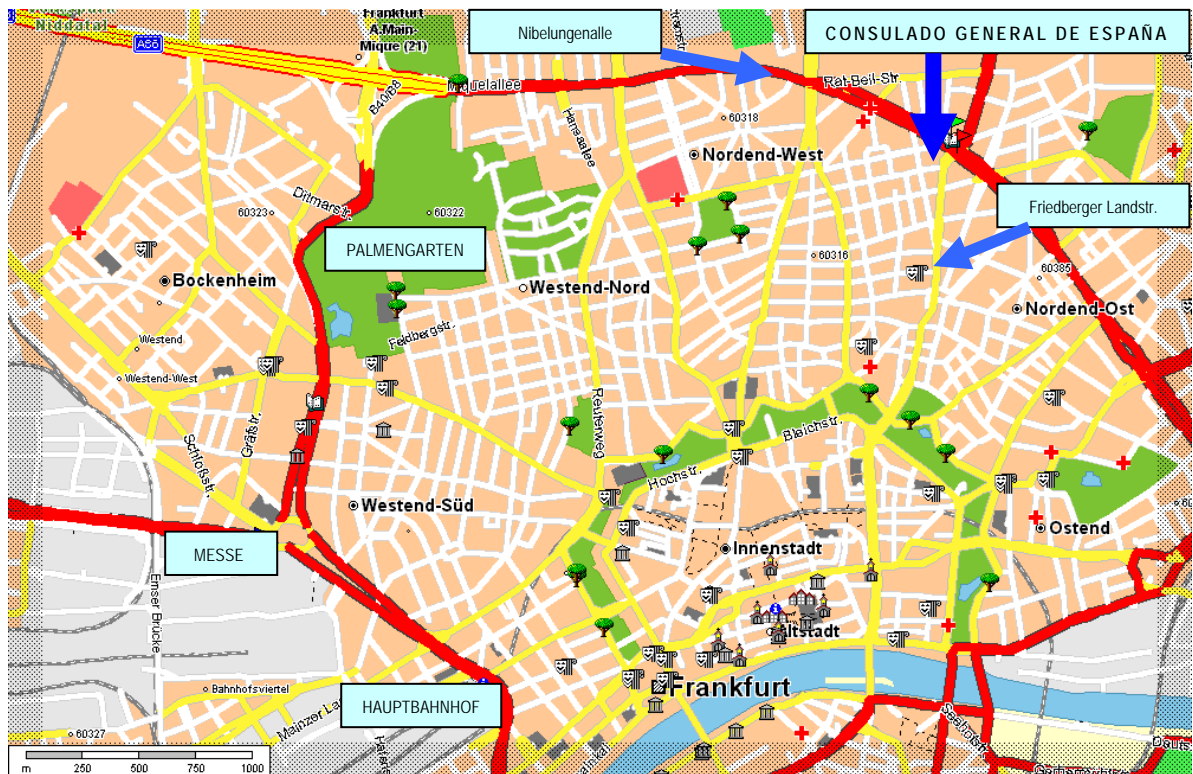 Niddatal
A66
Frankfurt
A.Main-
Mique (21)
Nibelungenalle
CONSULADO GENERAL DE ESPAÑA
Miquelallee
Rat-Beil-Str.
B40/B8
Hansaallee
60318
Nordend-West
Ditmarstr.
60323
60322
PALMENGARTEN
Friedberger Landstr.
Bockenheim
Westend-Nord
60316
60385
Nordend-Ost
Westend
Feldbergstr.
Westend-West
Gräfstr.
Schloßstr.
Reuterweg
Bleichstr.
Hochstr.
Westend-Süd
Innenstadt
Ostend
MESSE
Emser Brücke
Altstadt
Frankfurt
Bahnhofsviertel
HAUPTBAHNHOF
Mainzer La
60327
Seehofstr.
m 250 500 750 1000